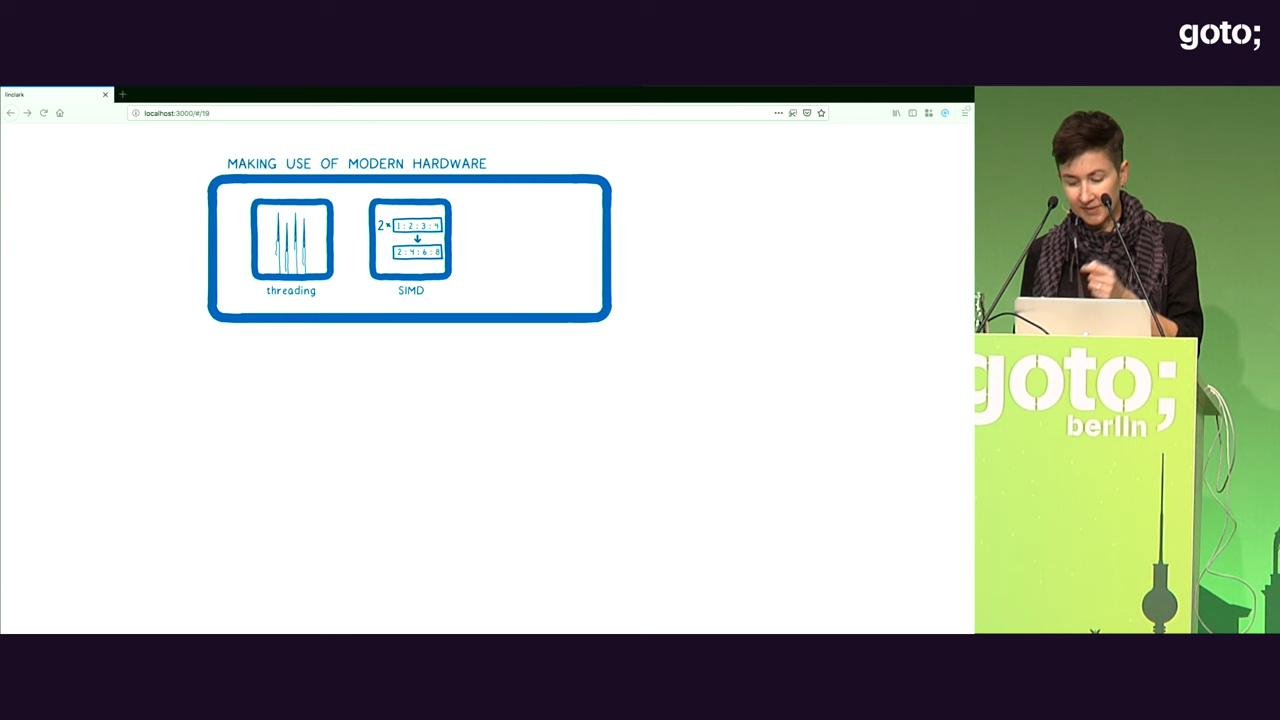 goto;
linclark
localhost:3000/#/19
MAKING USE OF MODERN HARDWARE
2* 1:2:3:4
2:4:6:8
threading
SIMD
goto;
berlin